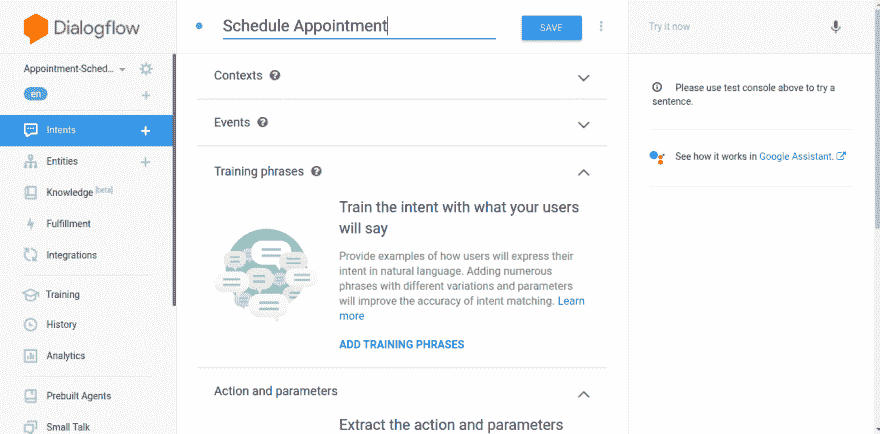 Dialogflow
Appointment-Sched...
en
Intents
Entities
Knowledge [beta]
Fulfillment
Integrations
Training
History
Analytics
Prebuilt Agents
Small Talk
Schedule Appointment
SAVE
Contexts
Events
Training phrases
Train the intent with what your users
will say
Provide examples of how users will express their
intent in natural language. Adding numerous
phrases with different variations and parameters
will improve the accuracy of intent matching. Learn
more
ADD TRAINING PHRASES
Action and parameters
Extract the action and parameters
Try it now
Please use test console above to try a
sentence.
See how it works in Google Assistant.